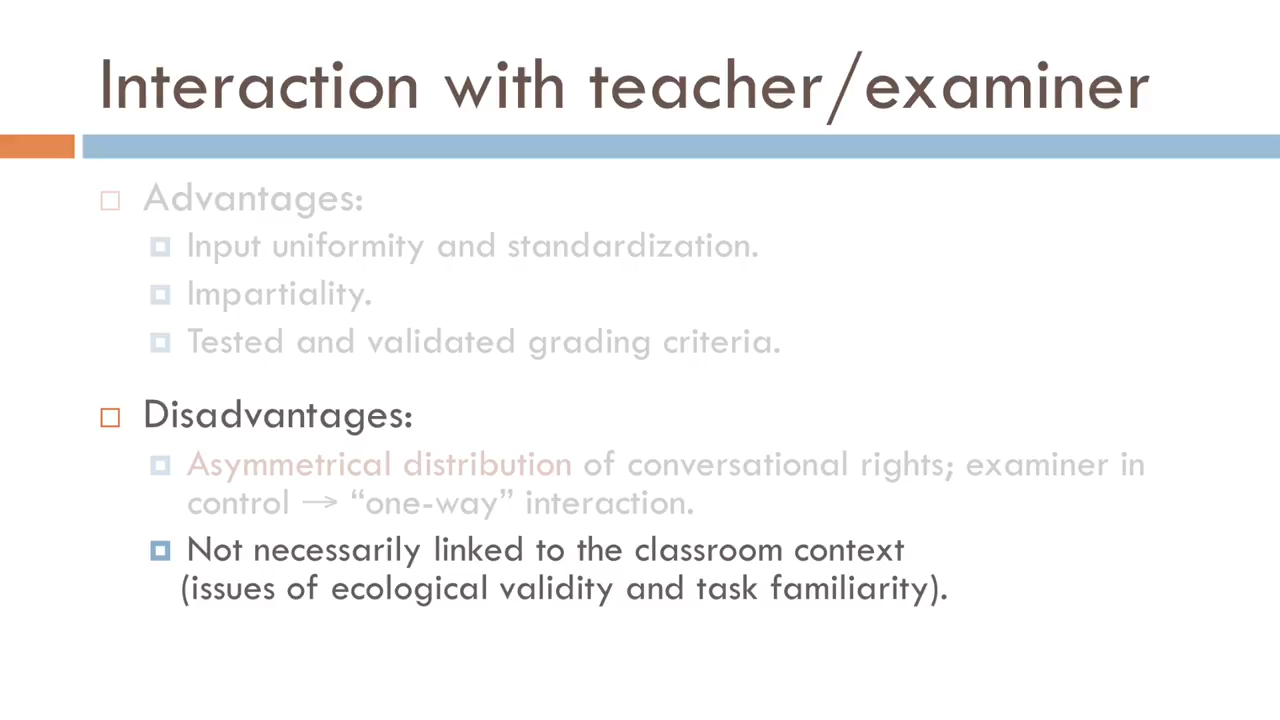 Interaction with teacher/examiner
Advantages:
Input uniformity and standardization.
Impartiality.
Tested and validated grading criteria.
Disadvantages:
Asymmetrical distribution of conversational rights; examiner in
control → “one-way” interaction.
Not necessarily linked to the classroom context
(issues of ecological validity and task familiarity).